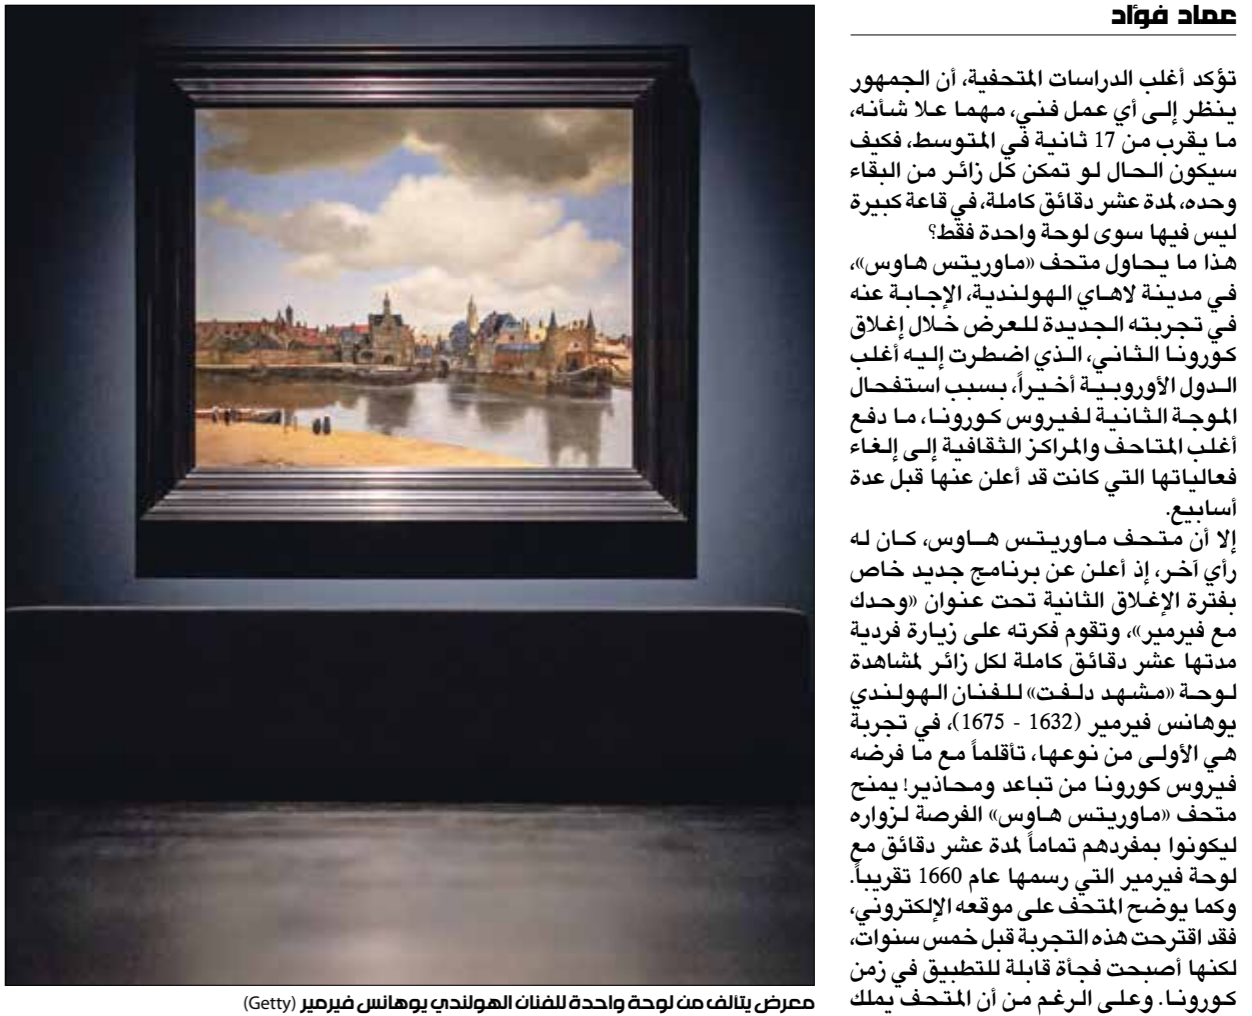 عماد فؤاد
تؤكد أغلب الدراسات المتحفية، أن الجمهور
ينظر إلى أي عمل فني، مهما علا شأنه،
ما يقرب من 17 ثانية في المتوسط، فكيف
سيكون الحال لو تمكن كل زائر من البقاء
وحده، لمدة عشر دقائق كاملة، في قاعة كبيرة
ليس فيها سوى لوحة واحدة فقط؟
هذا ما يحاول متحف «ماوريتس هاوس»،
في مدينة لاهاي الهولندية، الإجابة عنه
في تجربته الجديدة للعرض خلال إغلاق
كورونا الثاني، الذي اضطرت إليه أغلب
الدول الأوروبية أخيراً، بسبب استفحال
الموجة الثانية لفيروس كورونا، ما دفع
أغلب المتاحف والمراكز الثقافية إلى إلغاء
فعالياتها التي كانت قد أعلن عنها قبل عدة
أسابيع.
إلا أن متحف ماوريتس هاوس، كان له
رأي آخر، إذ أعلن عن برنامج جديد خاص
بفترة الإغلاق الثانية تحت عنوان «وحدك
مع فيرمير»، وتقوم فكرته على زيارة فردية
مدتها عشر دقائق كاملة لكل زائر لمشاهدة
لوحة «مشهد دلفت» للفنان الهولندي
يوهانس فيرمير (1632 - 1675)، في تجربة
هي الأولى من نوعها، تأقلماً مع ما فرضه
فيروس كورونا من تباعد ومحاذير! يمنح
متحف «ماوريتس هاوس» الفرصة لزواره
ليكونوا بمفردهم تماماً لمدة عشر دقائق مع
لوحة فيرمير التي رسمها عام 1660 تقريباً.
وكما يوضح المتحف على موقعه الإلكتروني،
فقد اقترحت هذه التجربة قبل خمس سنوات،
لكنها أصبحت فجأة قابلة للتطبيق في زمن
كورونا. وعلى الرغم من أن المتحف يملك
معرض يتألف من لوحة واحدة للفنان الهولندي يوهانس فيرمير (Getty)